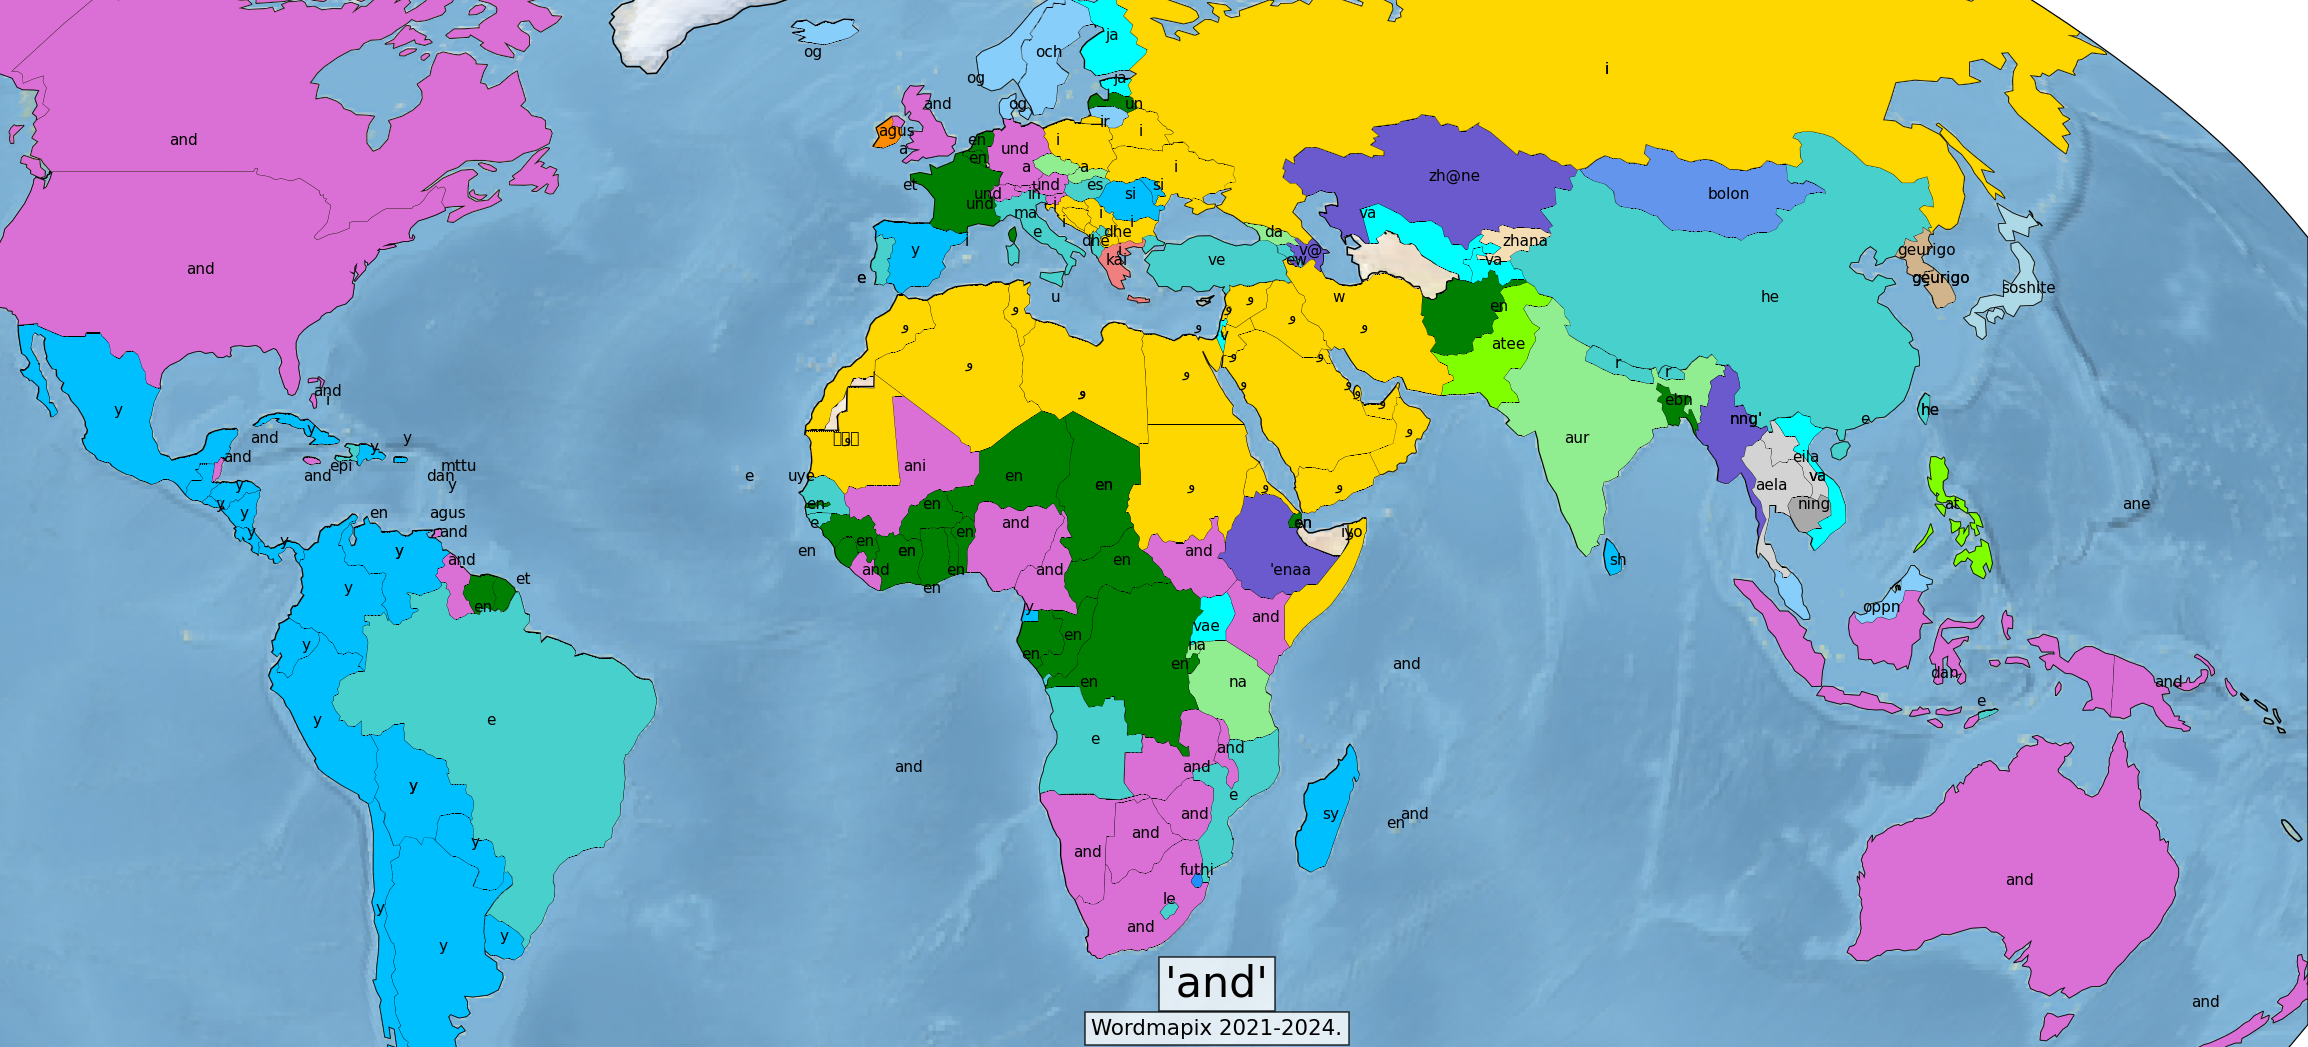 og
och
ja
i
og
ja
og
un
and
and
ir
i
agus
en
i
a
und
en
a
a
i
et
und
es
si
si
zh@ne
bolon
und
in
und
ma
i
i
i
va
i
e
dhe
da
zhana
geurigo
i
y
dhe
i
v@
and
kai
ve
ew
va
he
e
geurigo
soshite
u
w
en
و
و
و
و
v
و
و
و
atee
و
و
و
r
r
و
و
و
و
and
i
و
و
ebn
y
و
nng'
he
e
aur
and
y
y
y
و
و
and
eila
epi
mttu
ani
and
dan
e
uye
en
en
va
y
aela
y
y
و
و
و
en
en
en
ning
at
ane
y
en
agus
e
and
en
en
iyo
y
and
en
y
y
en
en
en
and
and
and
en
sh
and
en
and
'enaa
et
y
en
en
y
oppn
and
vae
en
y
na
en
en
and
dan
en
na
and
e
y
e
e
and
and
and
y
e
sy
and
and
en
and
y
and
and
futhi
and
le
y
y
and
y
'and'
and
Wordmapix 2021-2024.